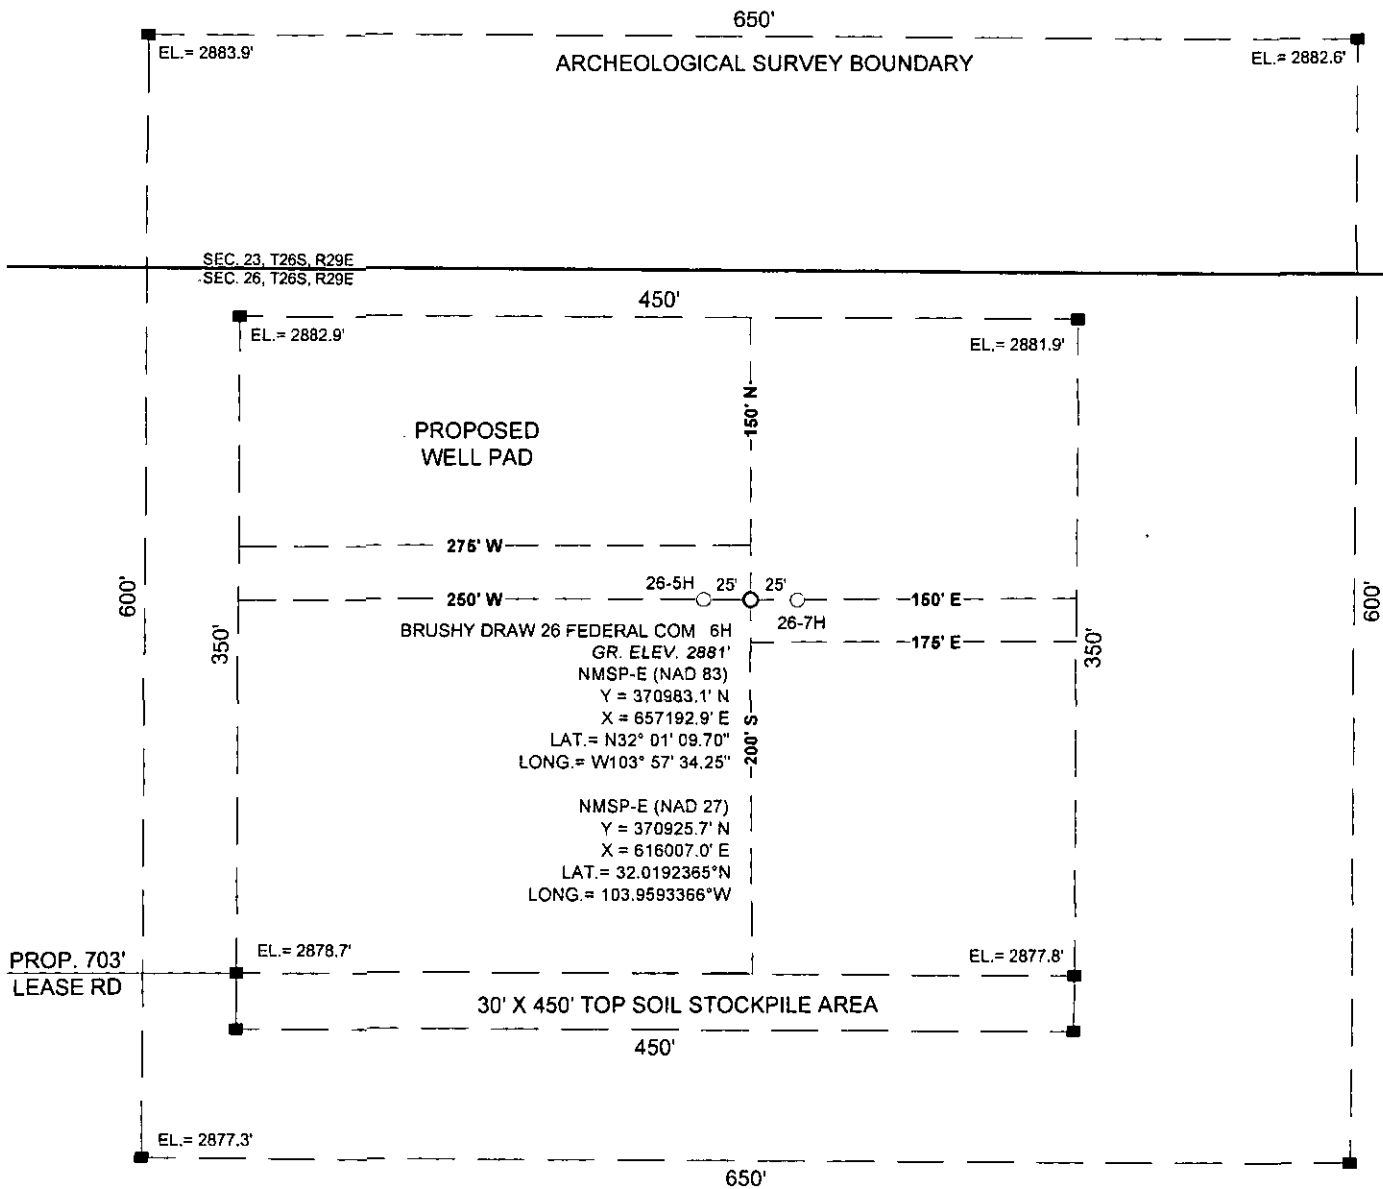 650'
EL.= 2883.9'
ARCHEOLOGICAL SURVEY BOUNDARY
EL.= 2882.6'
SEC. 23, T26S, R29E
SEC. 26, T26S, R29E
450'
EL.= 2882.9'
EL.= 2881.9'
150' N
PROPOSED
WELL PAD
275' W
600'
350'
250' W
26-5H
25'
25'
26-7H
150' E
175' E
350'
600'
BRUSHY DRAW 26 FEDERAL COM 6H
GR. ELEV. 2881'
NMSP-E (NAD 83)
Y = 370983.1' N
X = 657192.9' E
LAT.= N32° 01' 09.70"
LONG.= W103° 57' 34.25"
200' S
NMSP-E (NAD 27)
Y = 370925.7' N
X = 616007.0' E
LAT.= 32.0192365°N
LONG.= 103.9593366°W
PROP. 703'
LEASE RD
EL.= 2878.7'
EL.= 2877.8'
30' X 450' TOP SOIL STOCKPILE AREA
450'
EL.= 2877.3'
650'